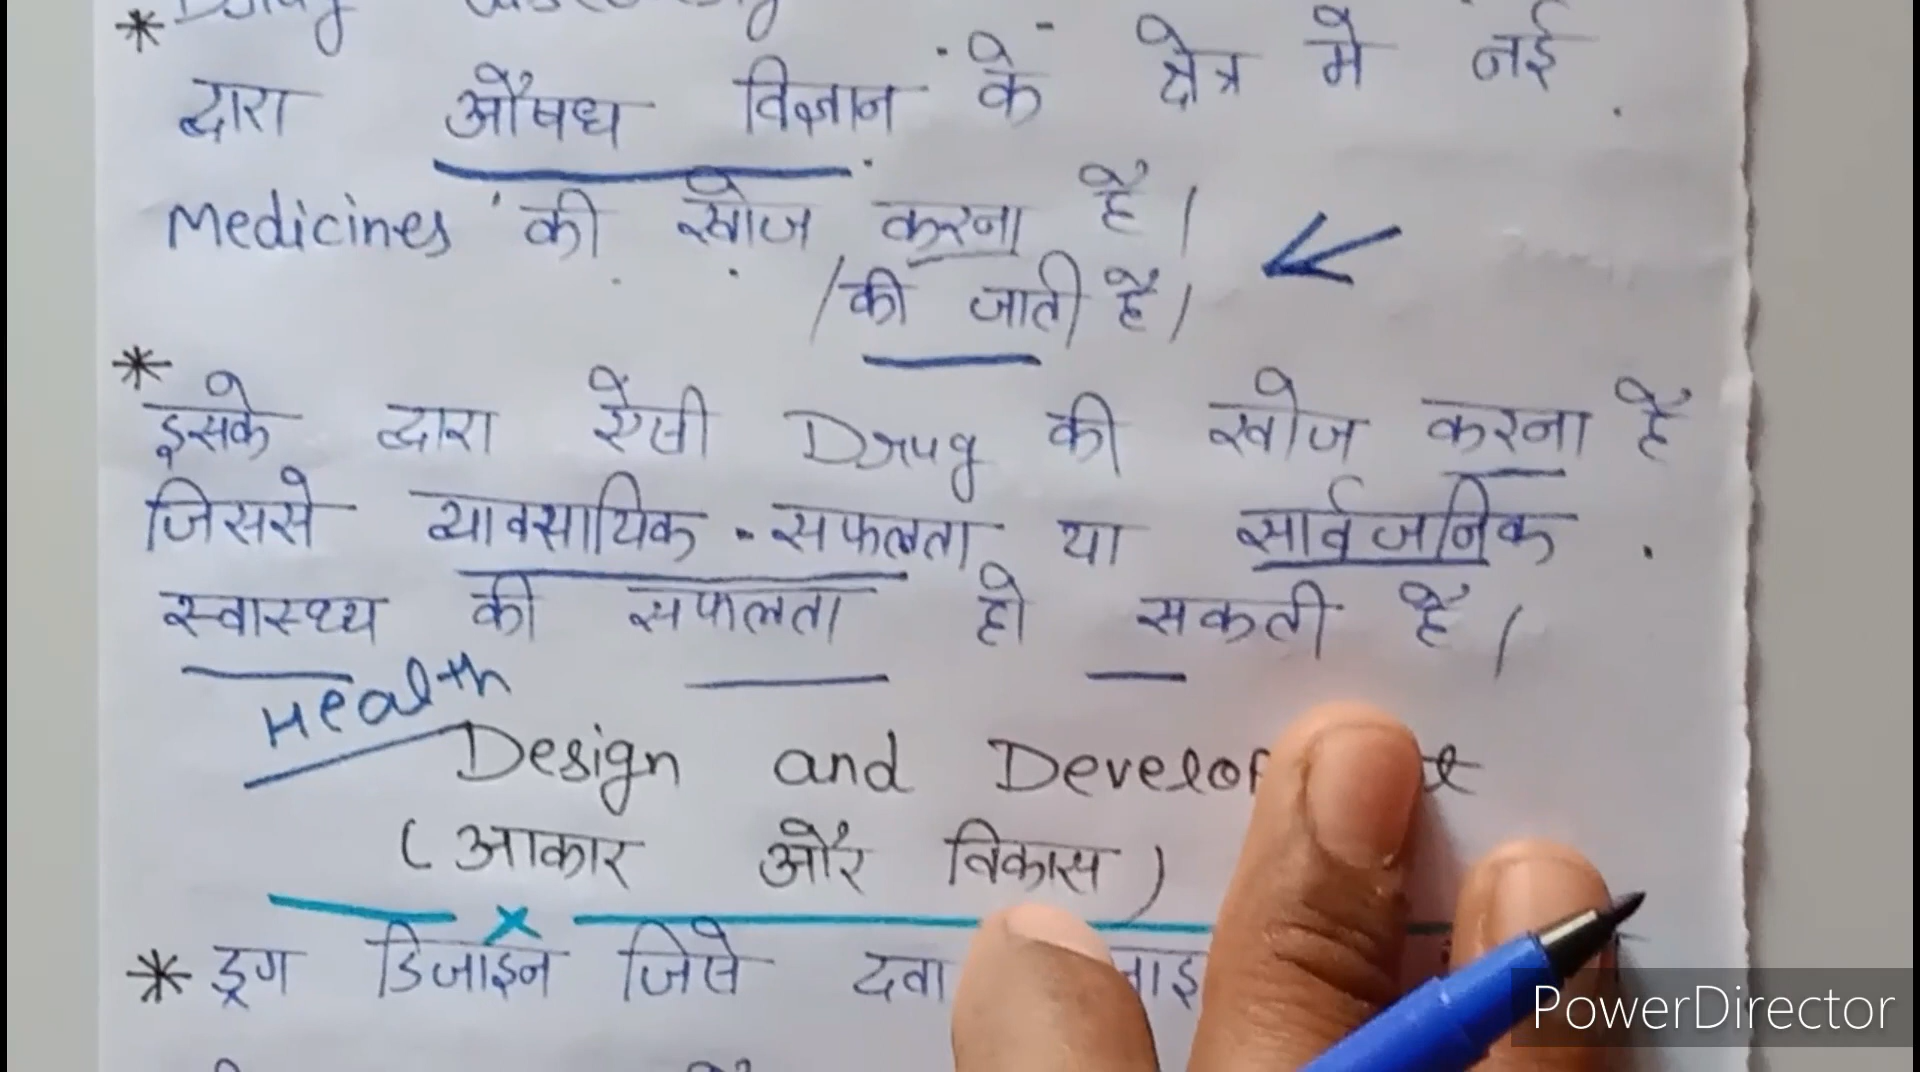 * Drug
द्वारा औषध विज्ञान के क्षेत्र मे नई
Medicines की खोज करना है।
/की जाती है।
*
इसके द्वारा ऐसी Drug की खोज करना है
जिससे व्यावसायिक सफलता या सार्वजनिक
स्वास्थ्य की सफलता हो सकती है।
Health
Design and
(आकार और विकास)
* ड्रग डिजाइन जिसे दवा
PowerDirector